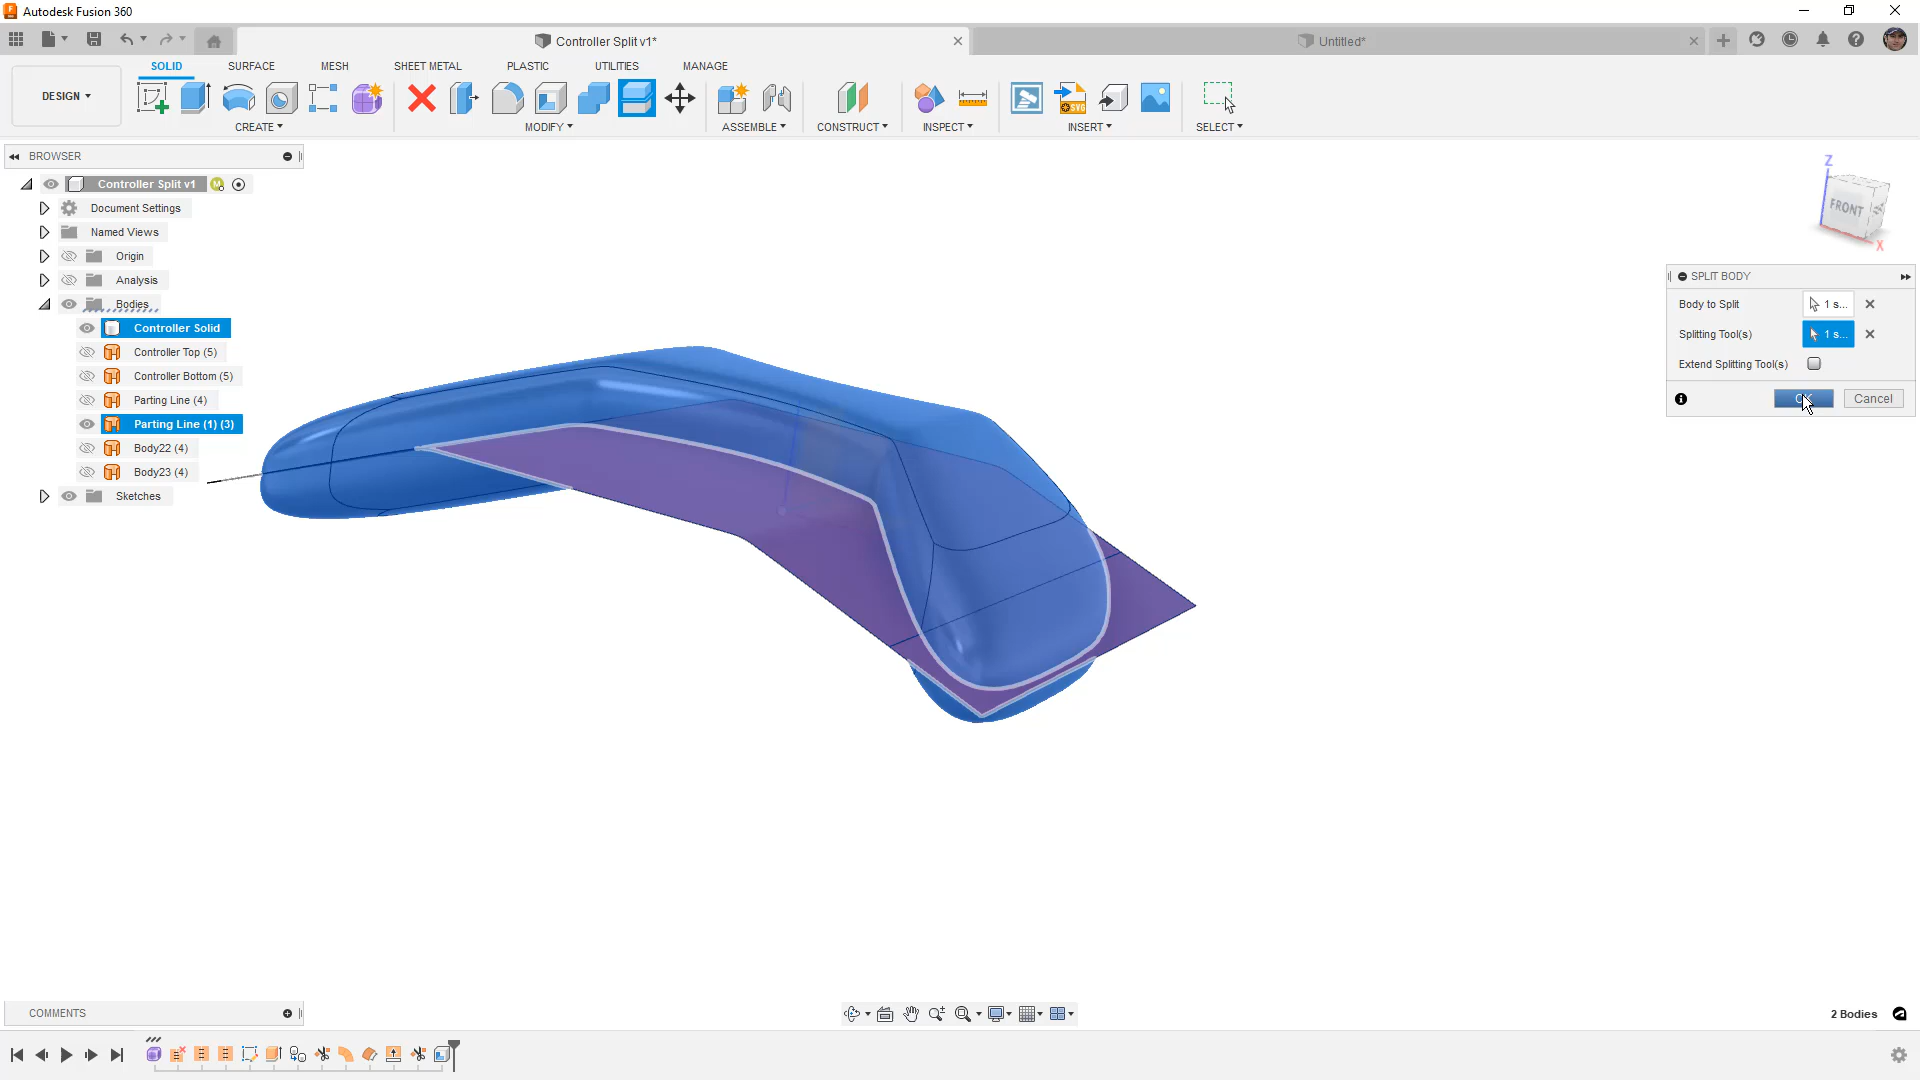 Autodesk Fusion 360
Controller Split v1*
Untitled*
DESIGN
SOLID
SURFACE
MESH
SHEET METAL
PLASTIC
UTILITIES
MANAGE
CREATE
MODIFY
ASSEMBLE
CONSTRUCT
INSPECT
INSERT
SELECT
SVG
BROWSER
Controller Split v1
M
Document Settings
Named Views
Origin
Analysis
Bodies
Controller Solid
Controller Top (5)
Controller Bottom (5)
Parting Line (4)
Parting Line (1) (3)
Body22 (4)
Body23 (4)
Sketches
Z
FRONT
X
SPLIT BODY
Body to Split 1 s...
Splitting Tool(s) 1 s...
Extend Splitting Tool(s)
Cancel
COMMENTS
2 Bodies